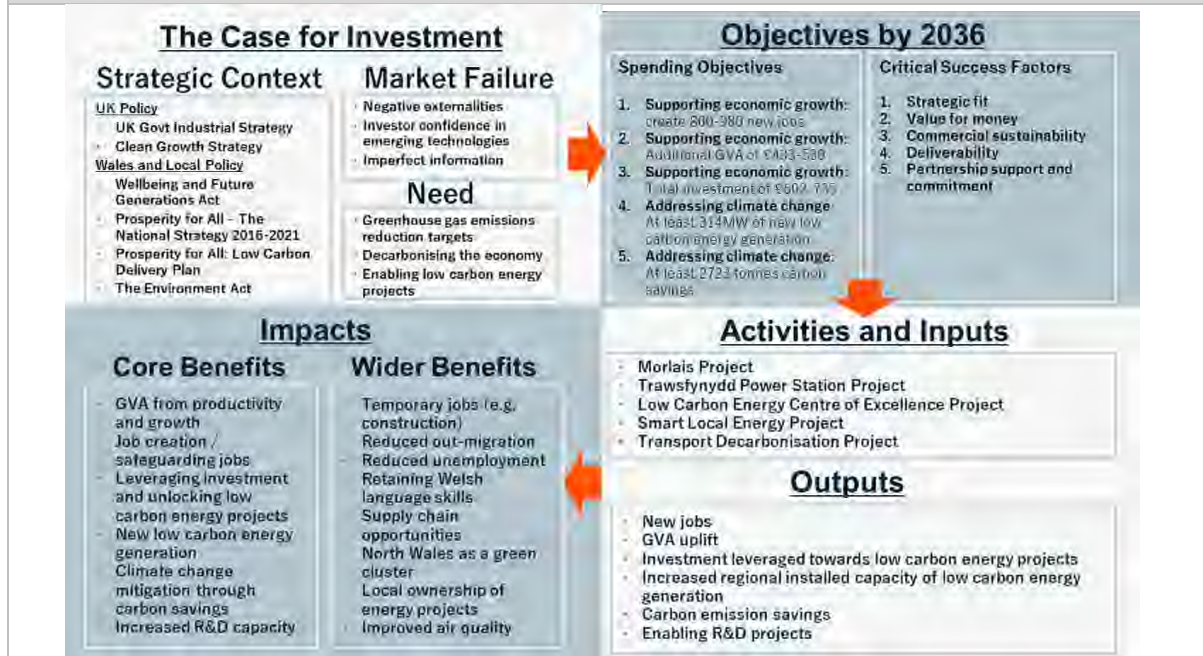 The Case for Investment
Strategic Context
UK Policy
UK Govt Industrial Strategy
· Clean Growth Strategy
Wales and Local Policy
Wellbeing and Future
Generations Act
· Prosperity for All – The
National Strategy 2016-2021
· Prosperity for All: Low Carbon
Delivery Plan
· The Environment Act
Market Failure
· Negative externalities
· Investor confidence in
emerging technologies
· Imperfect information
Need
· Greenhouse gas emissions
reduction targets
· Decarbonising the economy
· Enabling low carbon energy
projects
Objectives by 2036
Spending Objectives
1. Supporting economic growth:
create 800-980 new jobs
2. Supporting economic growth:
Additional GVA of
3. Supporting economic growth:
Total investment of
4. Addressing climate change:
At least 314MW of new low
carbon energy generation
5. Addressing climate change:
At least 2723 tonnes carbon
savings
Critical Success Factors
1. Strategic fit
2. Value for money
3. Commercial sustainability
4. Deliverability
5. Partnership support and
commitment
Activities and Inputs
· Morlais Project
· Trawsfynydd Power Station Project
· Low Carbon Energy Centre of Excellence Project
· Smart Local Energy Project
· Transport Decarbonisation Project
Outputs
· New jobs
· GVA uplift
· Investment leveraged towards low carbon energy projects
· Increased regional installed capacity of low carbon energy
generation
· Carbon emission savings
· Enabling R&D projects
Impacts
Core Benefits
- GVA from productivity
and growth
Job creation /
safeguarding jobs
- Leveraging investment
and unlocking low
carbon energy projects
- New low carbon energy
generation
Climate change
mitigation through
carbon savings
Increased R&D capacity
Wider Benefits
Temporary jobs (e.g.
construction)
Reduced out-migration
- Reduced unemployment
Retaining Welsh
language skills
Supply chain
opportunities
North Wales as a green
cluster
Local ownership of
energy projects
· Improved air quality